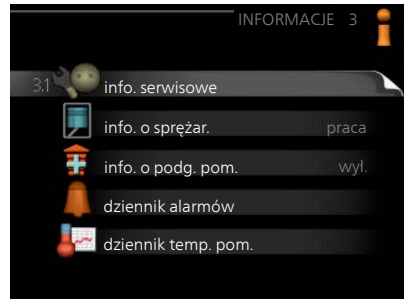 INFORMACJE 3
3.1 info. serwisowe
info. o sprężar. praca
info. o podg. pom. wył.
dziennik alarmów
dziennik temp. pom.